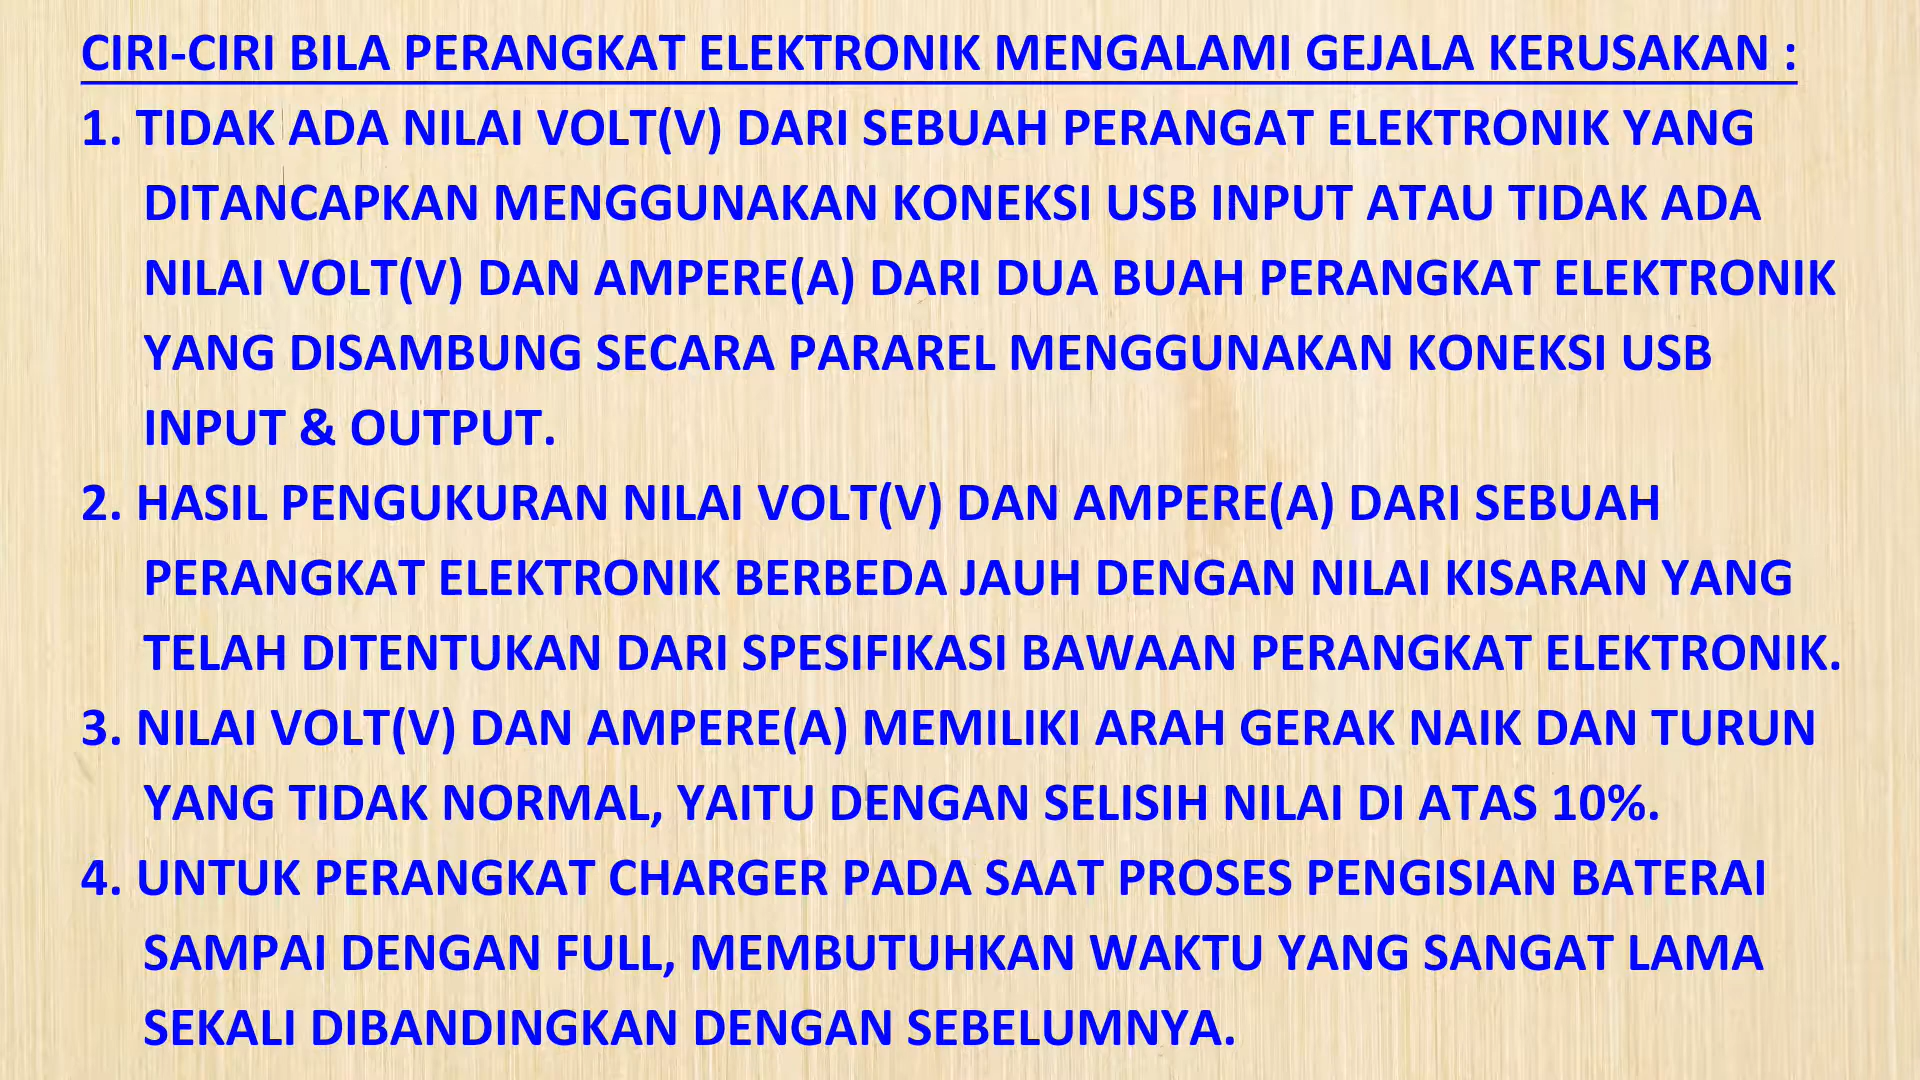 CIRI-CIRI BILA PERANGKAT ELEKTRONIK MENGALAMI GEJALA KERUSAKAN :
1. TIDAK ADA NILAI VOLT(V) DARI SEBUAH PERANGAT ELEKTRONIK YANG
DITANCAPKAN MENGGUNAKAN KONEKSI USB INPUT ATAU TIDAK ADA
NILAI VOLT(V) DAN AMPERE(A) DARI DUA BUAH PERANGKAT ELEKTRONIK
YANG DISAMBUNG SECARA PARAREL MENGGUNAKAN KONEKSI USB
INPUT & OUTPUT.
2. HASIL PENGUKURAN NILAI VOLT(V) DAN AMPERE(A) DARI SEBUAH
PERANGKAT ELEKTRONIK BERBEDA JAUH DENGAN NILAI KISARAN YANG
TELAH DITENTUKAN DARI SPESIFIKASI BAWAAN PERANGKAT ELEKTRONIK.
3. NILAI VOLT(V) DAN AMPERE(A) MEMILIKI ARAH GERAK NAIK DAN TURUN
YANG TIDAK NORMAL, YAITU DENGAN SELISIH NILAI DI ATAS 10%.
4. UNTUK PERANGKAT CHARGER PADA SAAT PROSES PENGISIAN BATERAI
SAMPAI DENGAN FULL, MEMBUTUHKAN WAKTU YANG SANGAT LAMA
SEKALI DIBANDINGKAN DENGAN SEBELUMNYA.